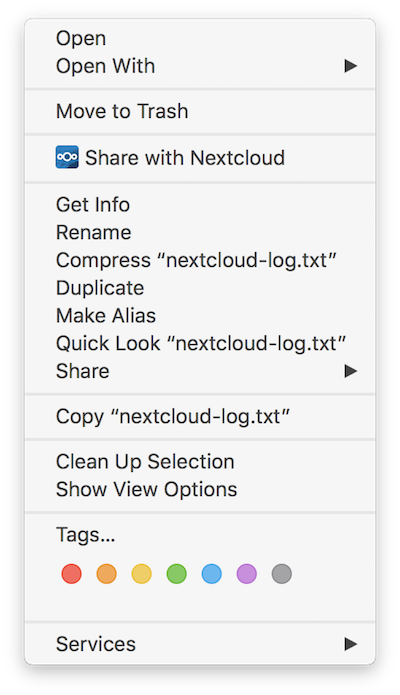 Open
Open With
Move to Trash
Share with Nextcloud
Get Info
Rename
Compress “nextcloud-log.txt”
Duplicate
Make Alias
Quick Look “nextcloud-log.txt”
Share
Copy “nextcloud-log.txt”
Clean Up Selection
Show View Options
Tags...
Services